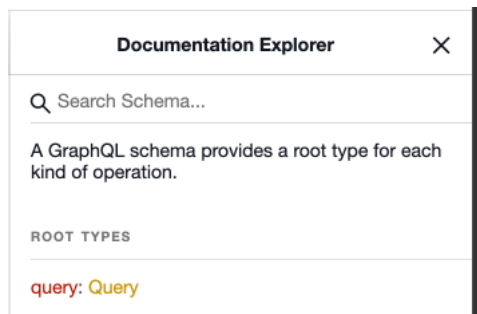 Documentation Explorer
Search Schema...
A GraphQL schema provides a root type for each
kind of operation.
ROOT TYPES
query: Query